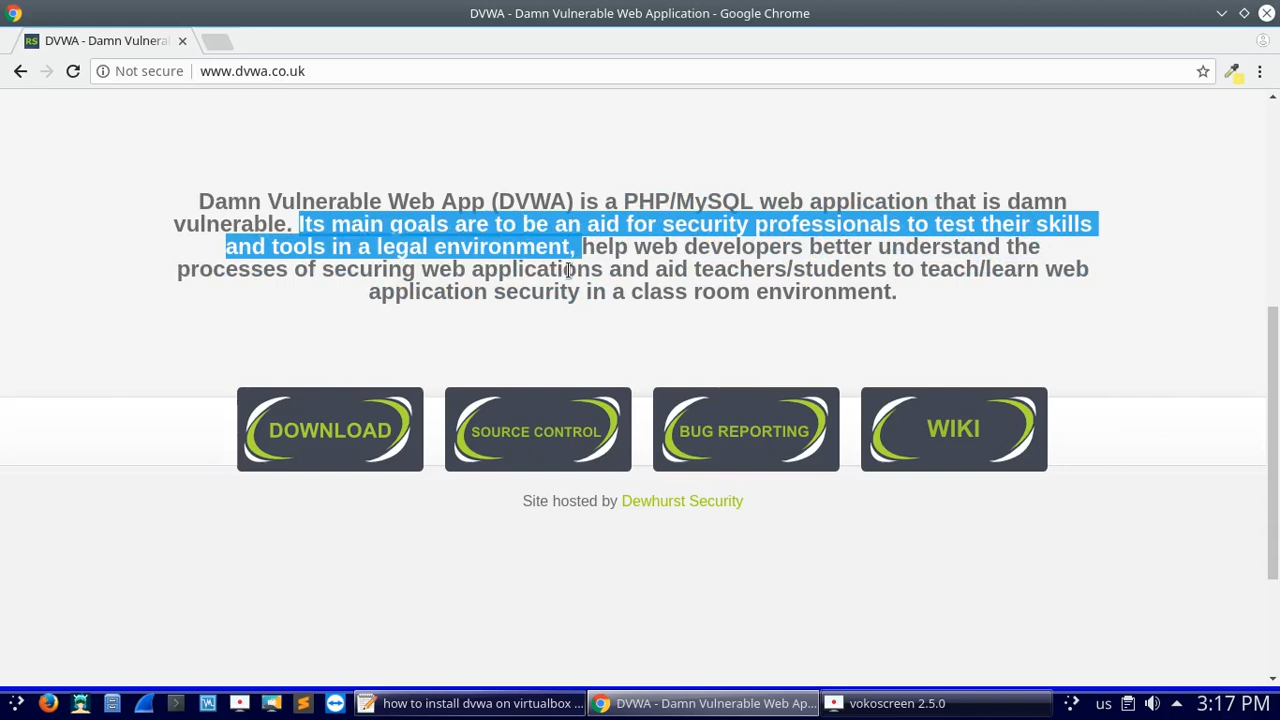 DVWA - Damn Vulnerable Web Application - Google Chrome
RS DVWA - Damn Vulnera
Not secure www.dvwa.co.uk
Damn Vulnerable Web App (DVWA) is a PHP/MySQL web application that is damn
vulnerable. Its main goals are to be an aid for security professionals to test their skills
and tools in a legal environment, help web developers better understand the
processes of securing web applications and aid teachers/students to teach/learn web
application security in a class room environment.
DOWNLOAD SOURCE CONTROL BUG REPORTING WIKI
Site hosted by Dewhurst Security
how to install dvwa on virtualbox ... DVWA - Damn Vulnerable Web Ap... vokoscreen 2.5.0 us 3:17 PM